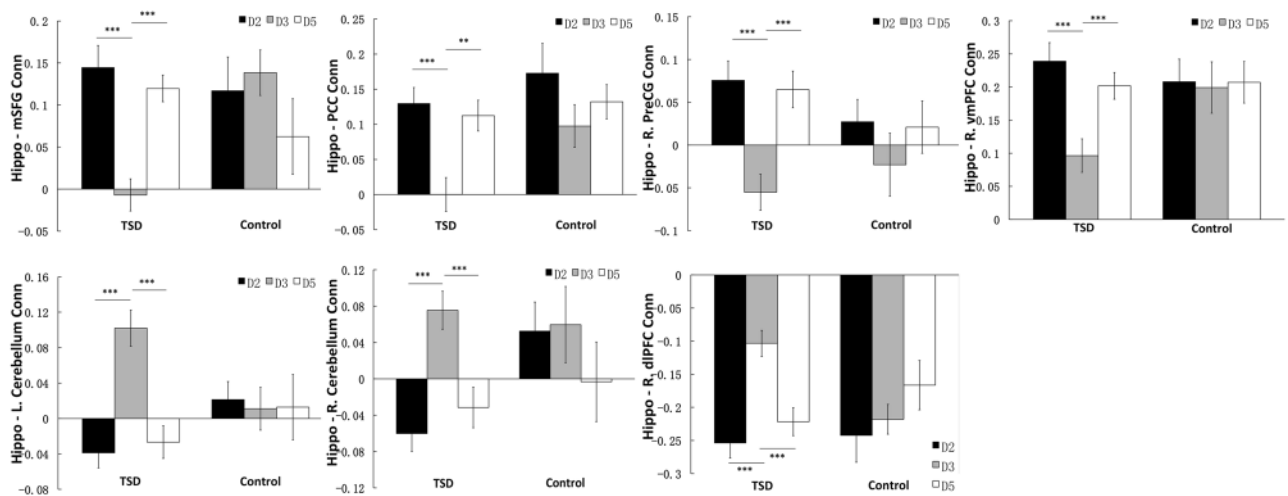 Hippo - mSFG Conn
0.2
0.15
0.1
0.05
0
-0.05
D2 D3 D5
***
***
TSD
Control
Hippo - PCC Conn
0.25
0.20
0.15
0.10
0.05
0
-0.05
D2 D3 D5
**
***
TSD
Control
Hippo - R. PreCG Conn
0.15
0.1
0.05
0
-0.05
-0.1
D2 D3 D5
***
***
TSD
Control
Hippo - R. vmPFC Conn
0.3
0.25
0.20
0.15
0.1
0.05
0
D2 D3 D5
***
***
TSD
Control
Hippo - L. Cerebellum Conn
0.16
0.12
0.08
0.04
0
-0.04
-0.08
D2 D3 D5
***
***
TSD
Control
Hippo - R. Cerebellum Conn
0.12
0.08
0.04
0
-0.04
-0.08
-0.12
D2 D3 D5
***
***
TSD
Control
Hippo - R. dlPFC Conn
0
-0.05
-0.1
-0.15
-0.2
-0.25
-0.3
***
***
D2
D3
D5
TSD
Control